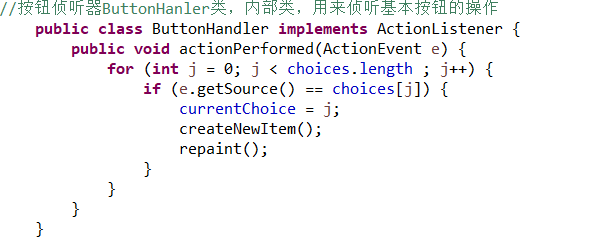 //按钮侦听器ButtonHanler类，内部类，用来侦听基本按钮的操作
    public class ButtonHandler implements ActionListener {
        public void actionPerformed(ActionEvent e) {
            for (int j = 0; j < choices.length ; j++) {
                if (e.getSource() == choices[j]) {
                    currentChoice = j;
                    createNewItem();
                    repaint();
                }
            }
        }
    }